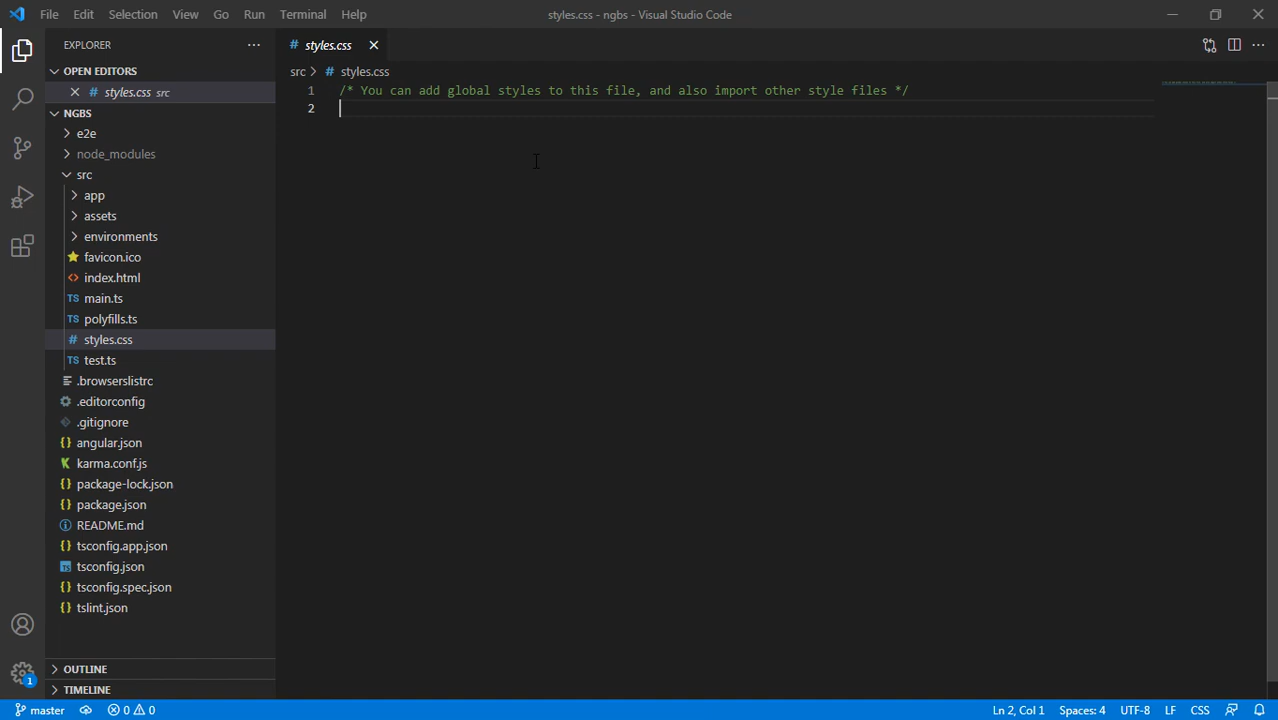 File Edit Selection View Go Run Terminal Help styles.css - ngbs - Visual Studio Code
EXPLORER
OPEN EDITORS
# styles.css src
NGBS
e2e
node_modules
src
app
assets
environments
favicon.ico
<> index.html
TS main.ts
TS polyfills.ts
# styles.css
TS test.ts
.browserslistrc
.editorconfig
.gitignore
{} angular.json
karma.conf.js
{} package-lock.json
{} package.json
README.md
{} tsconfig.app.json
tsconfig.json
{} tsconfig.spec.json
{} tslint.json
OUTLINE
TIMELINE
1
# styles.css
src > # styles.css
1 /* You can add global styles to this file, and also import other style files */
2
master 0 0 Ln 2, Col 1 Spaces: 4 UTF-8 LF CSS